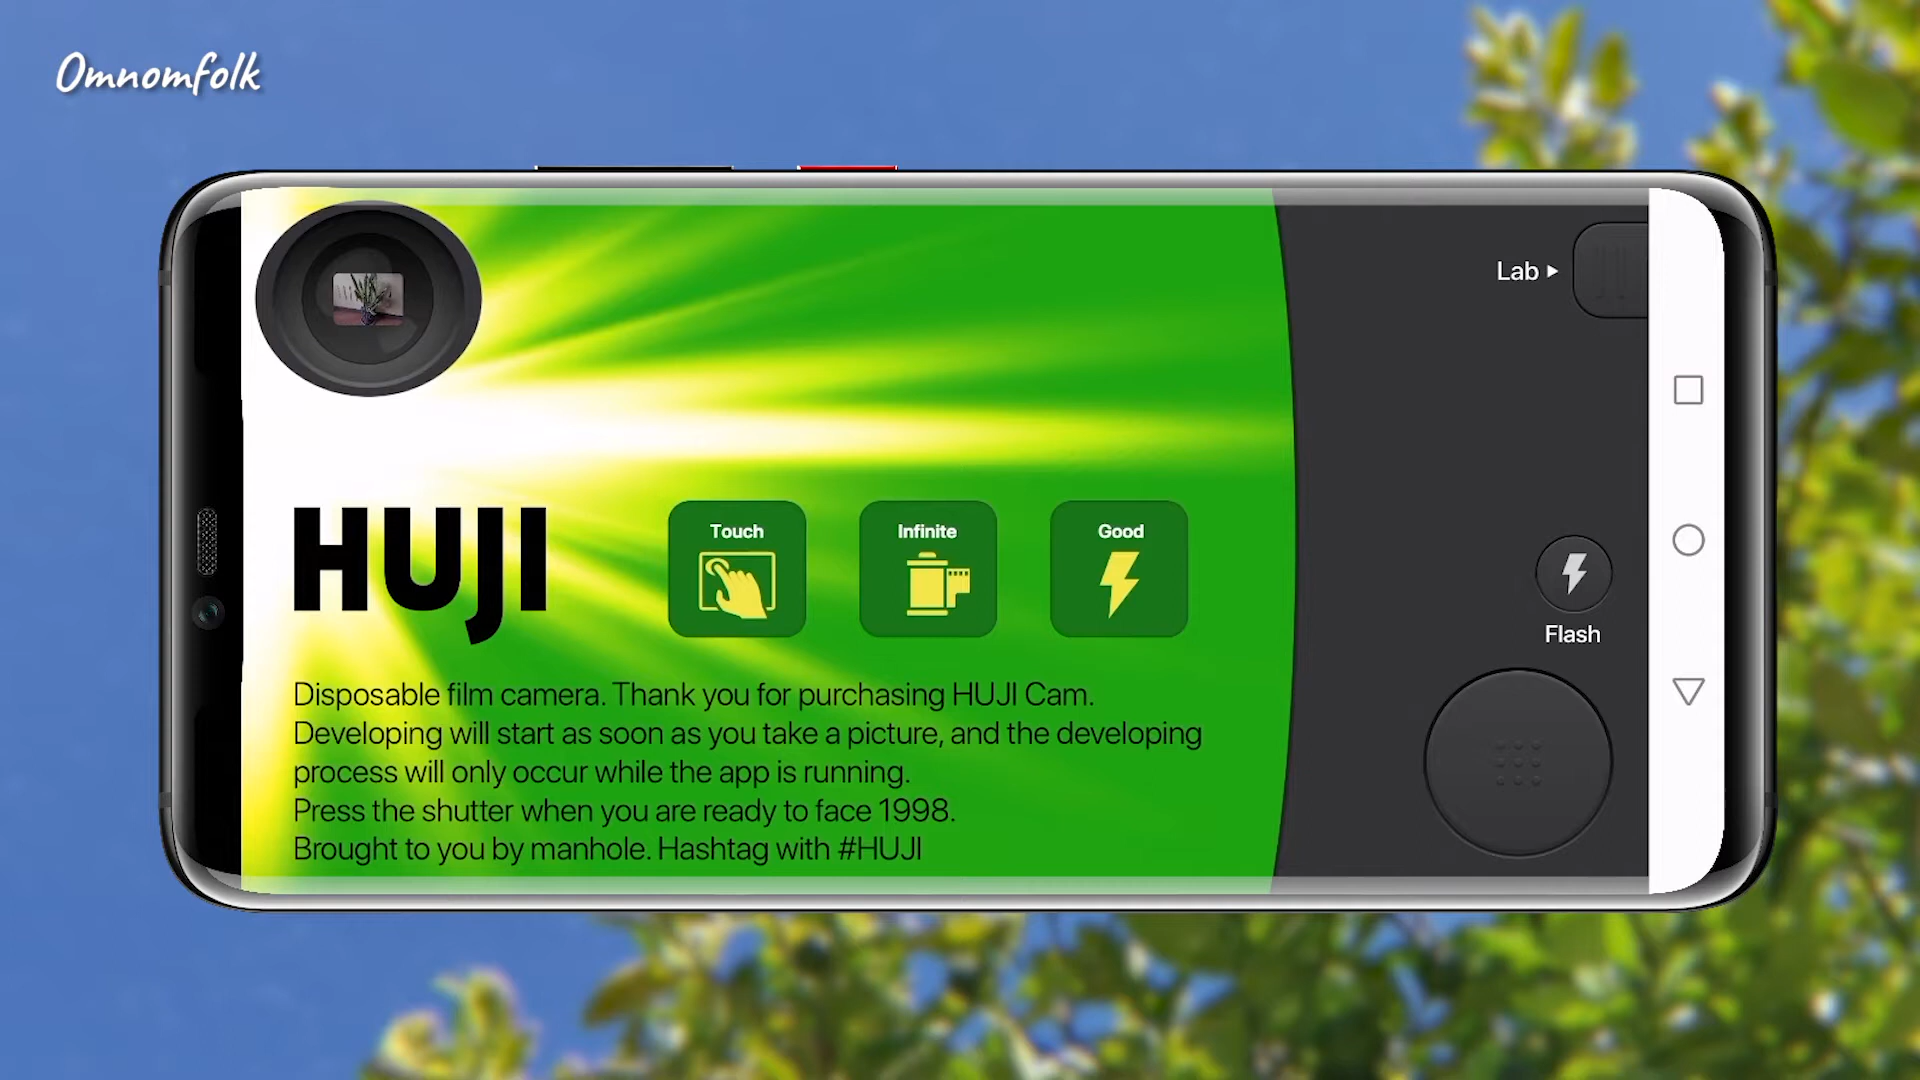 Omnomfolk
Lab
HUJI
Touch
Infinite
Good
Flash
Disposable film camera. Thank you for purchasing HUJI Cam.
Developing will start as soon as you take a picture, and the developing
process will only occur while the app is running.
Press the shutter when you are ready to face 1998.
Brought to you by manhole. Hashtag with #HUJI